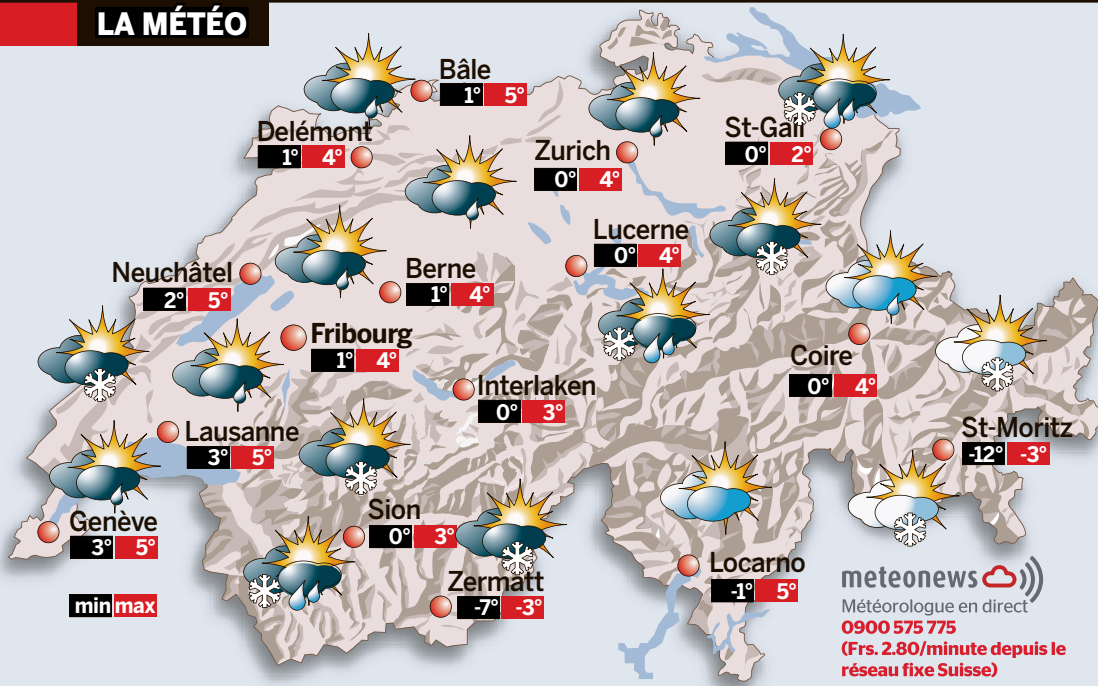 LA MÉTÉO
Bâle
1° 5°
Delémont
1° 4°
Zurich
0° 4°
St-Gall
0° 2°
Lucerne
0° 4°
Neuchâtel
2° 5°
Berne
1° 4°
Fribourg
1° 4°
Coire
0° 4°
Interlaken
0° 3°
Lausanne
3° 5°
St-Moritz
-12° -3°
Genève
3° 5°
Sion
0° 3°
Zermatt
-7° -3°
Locarno
-1° 5°
min max
meteonews
Météorologue en direct
0900 575 775
(Frs. 2.80/minute depuis le
réseau fixe Suisse)